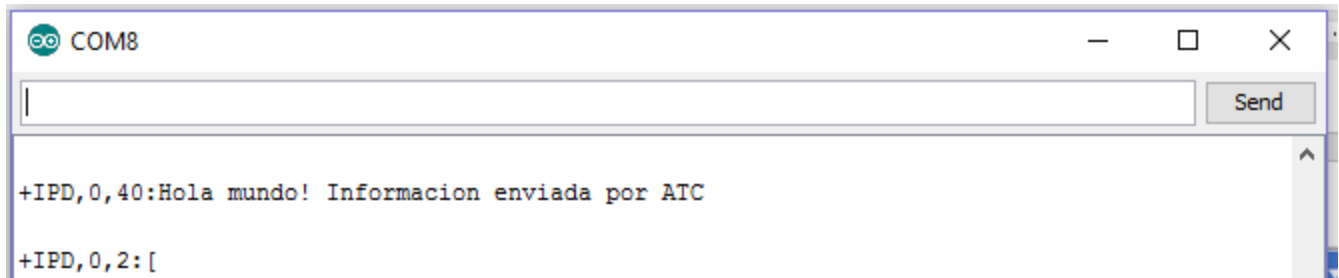 COM8
Send
+IPD,0,40:Hola mundo! Informacion enviada por ATC
+IPD,0,2:[